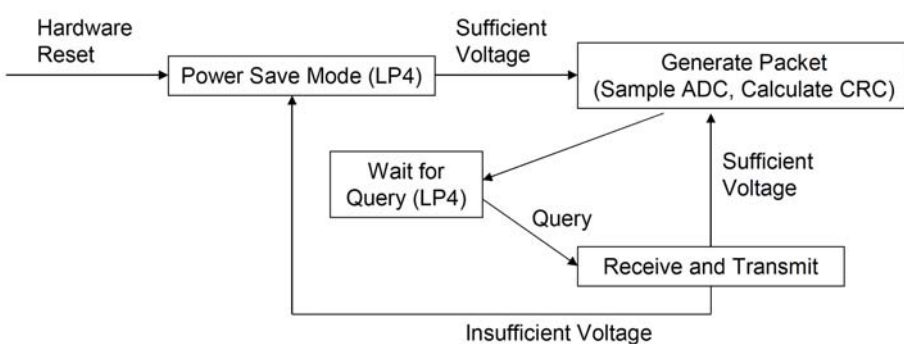 Hardware
Reset
Power Save Mode (LP4)
Sufficient
Voltage
Generate Packet
(Sample ADC, Calculate CRC)
Wait for
Query (LP4)
Query
Sufficient
Voltage
Receive and Transmit
Insufficient Voltage